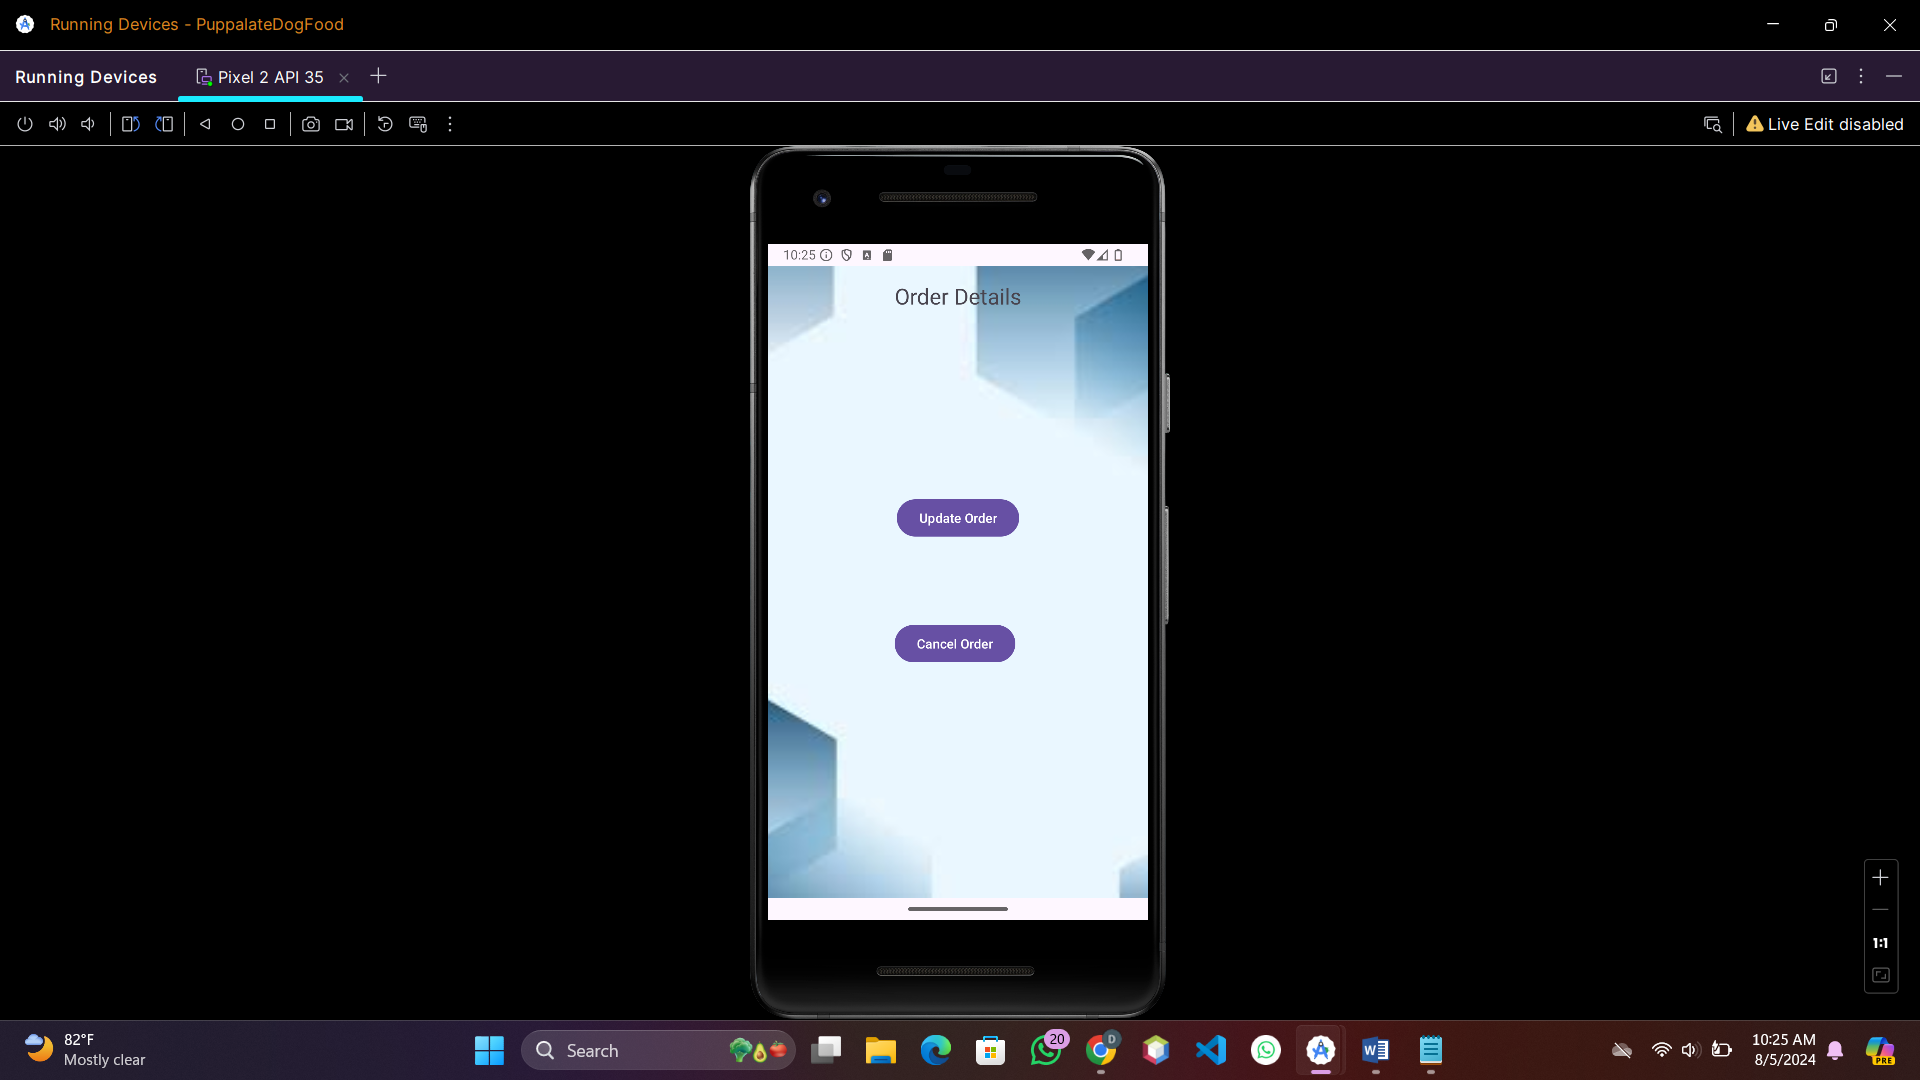 Running Devices - PuppalateDogFood
Running Devices
Pixel 2 API 35
Live Edit disabled
10:25
Order Details
Update Order
Cancel Order
1:1
82°F
Mostly clear
Search
20
D
PRE
10:25 AM
8/5/2024